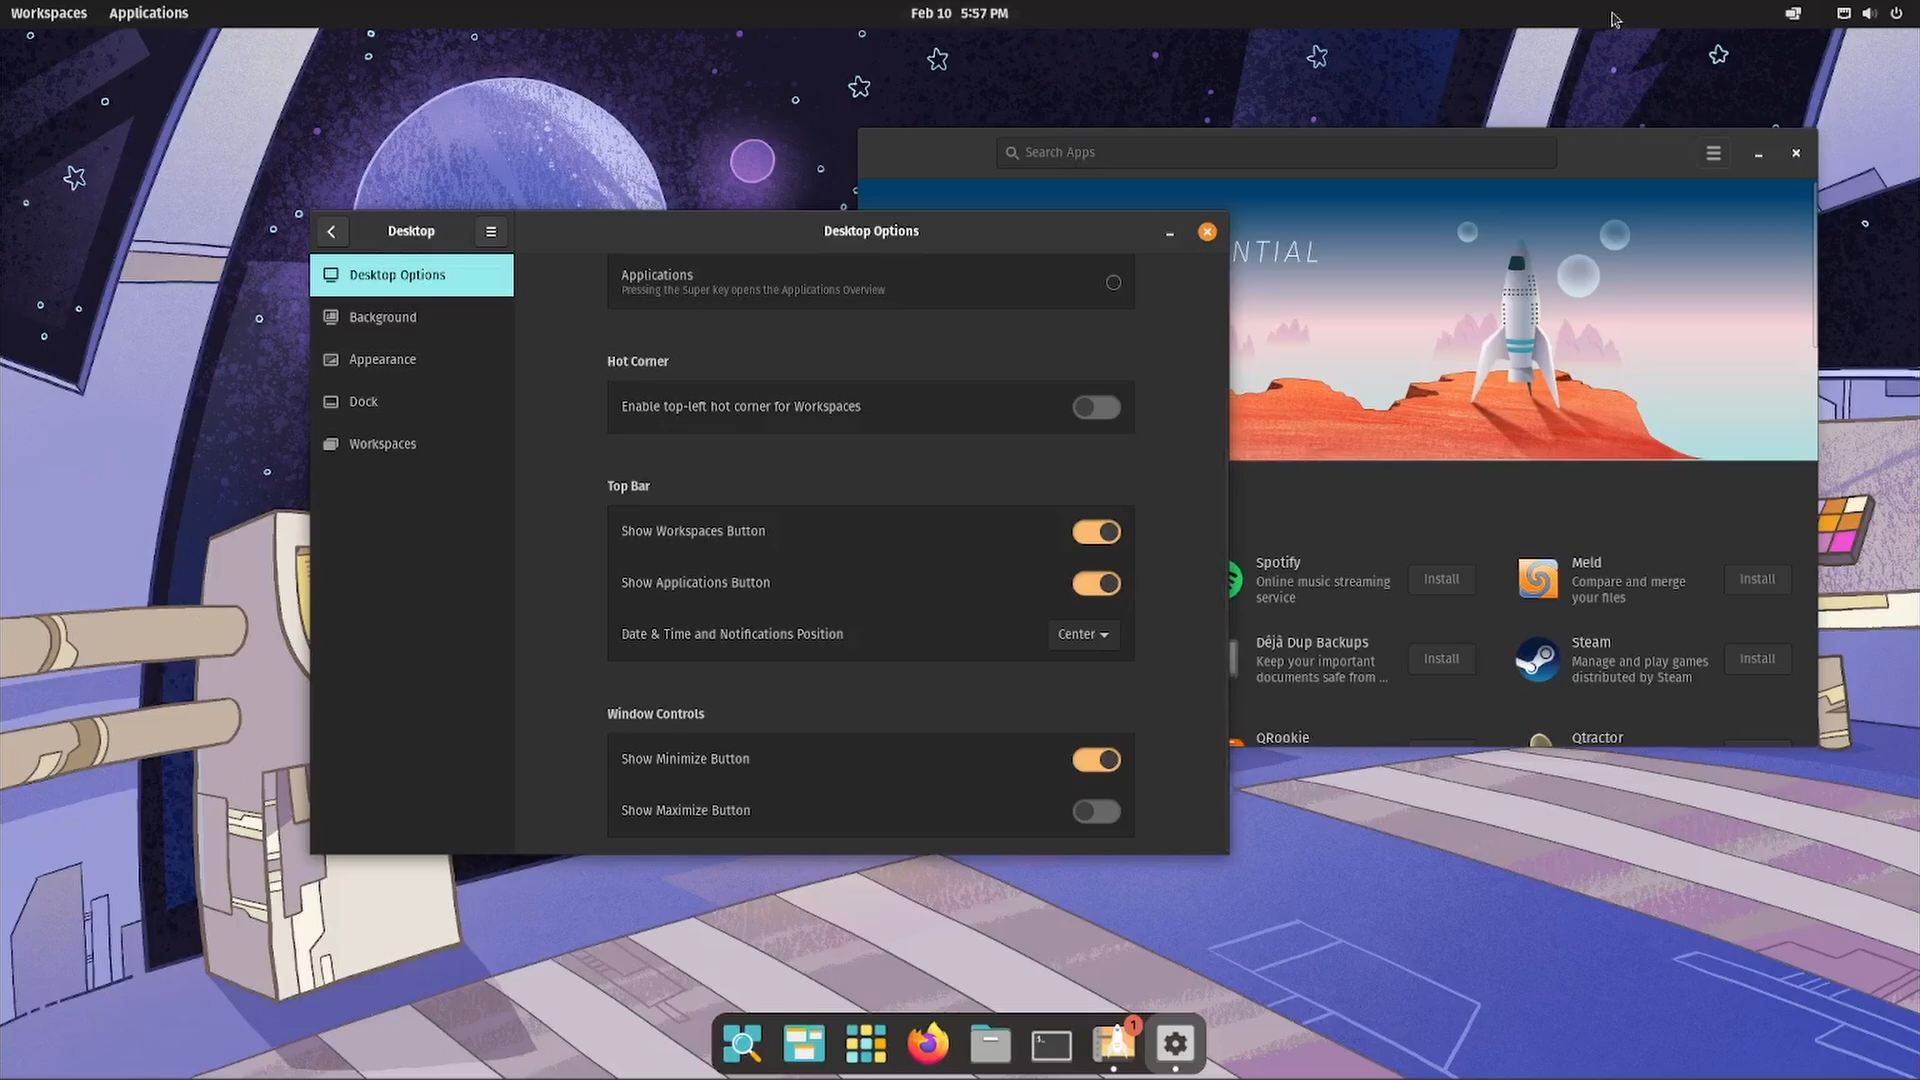 Workspaces
Applications
Feb 10 5:57 PM
Search Apps
NTIAL
Desktop
Desktop Options
Desktop Options
Background
Appearance
Dock
Workspaces
Applications
Pressing the Super key opens the Applications Overview
Hot Corner
Enable top-left hot corner for Workspaces
Top Bar
Show Workspaces Button
Show Applications Button
Date & Time and Notifications Position
Center
Window Controls
Show Minimize Button
Show Maximize Button
Spotify
Online music streaming
service
Install
Meld
Compare and merge
your files
Install
Déjà Dup Backups
Keep your important
documents safe from ...
Install
Steam
Manage and play games
distributed by Steam
Install
QRookie
Qtractor
1